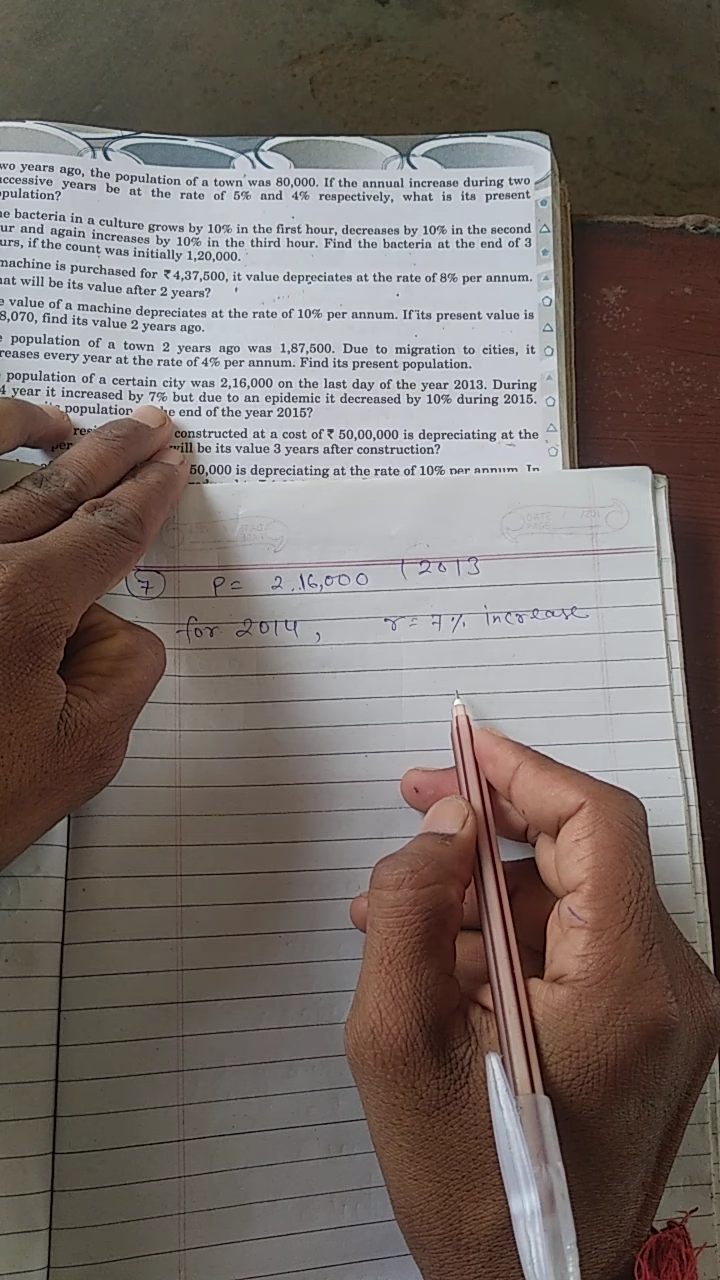 wo years ago, the population of a town was 80,000. If the annual increase during two
ccessive years be at the rate of 5% and 4% respectively, what is its present
pulation?
e bacteria in a culture grows by 10% in the first hour, decreases by 10% in the second
ur and again increases by 10% in the third hour. Find the bacteria at the end of 3
urs, if the count was initially 1,20,000.
machine is purchased for ₹ 4,37,500, it value depreciates at the rate of 8% per annum.
at will be its value after 2 years?
e value of a machine depreciates at the rate of 10% per annum. If its present value is
8,070, find its value 2 years ago.
population of a town 2 years ago was 1,87,500. Due to migration to cities, it
reases every year at the rate of 4% per annum. Find its present population.
population of a certain city was 2,16,000 on the last day of the year 2013. During
4 year it increased by 7% but due to an epidemic it decreased by 10% during 2015.
population he end of the year 2015?
constructed at a cost of ₹ 50,00,000 is depreciating at the
will be its value 3 years after construction?
50,000 is depreciating at the rate of 10% per annum. In
7 P = 2,16,000 | 2013
for 2014, r = 7% increase